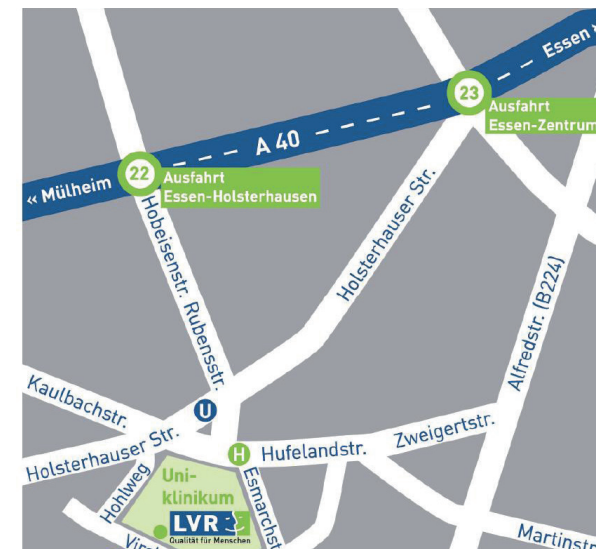 Essen »
23
Ausfahrt
Essen-Zentrum
A 40
22
Ausfahrt
Essen-Holsterhausen
« Mülheim
Hobeisenstr. Rubensstr.
Holsterhauser Str.
Alfredstr. (B224)
Kaulbachstr.
U
Holsterhauser Str.
H
Hufelandstr.
Zweigertstr.
Hohlweg
Uni-
klinikum
Esmarchst
LVR
Qualität für Menschen
Martinstr